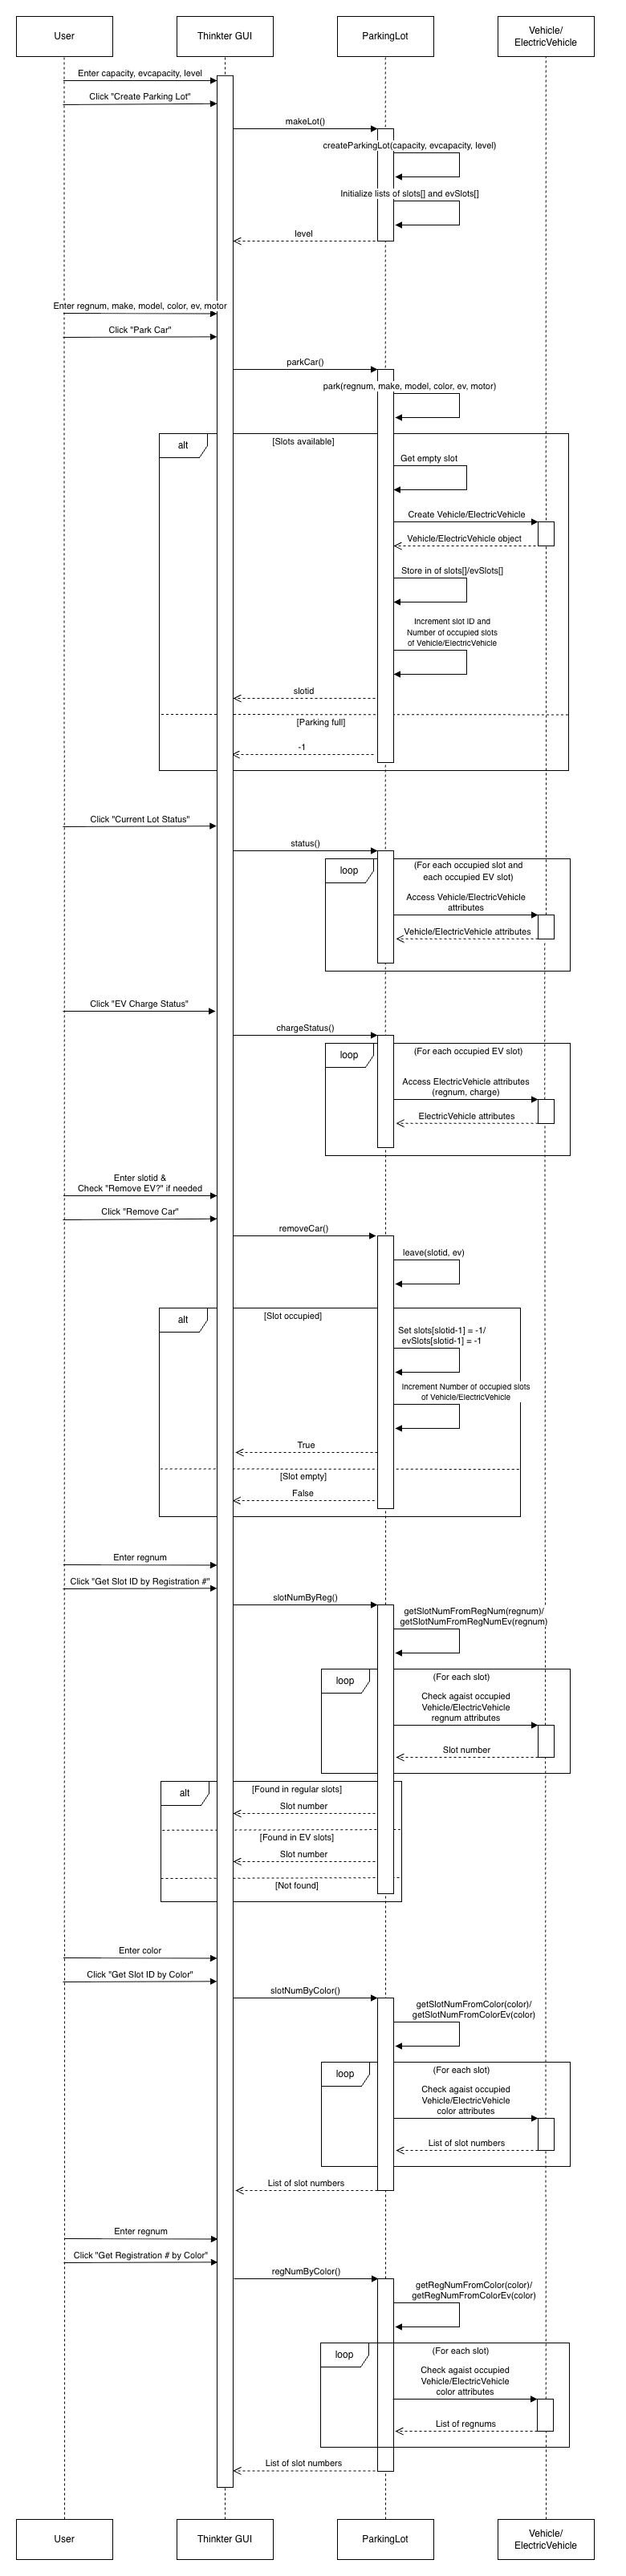 User
Thinkter GUI
ParkingLot
Vehicle/
ElectricVehicle
Enter capacity, evcapacity, level
Click "Create Parking Lot"
makeLot()
createParkingLot(capacity, evcapacity, level)
Initialize lists of slots[] and evSlots[]
level
Enter regnum, make, model, color, ev, motor
Click "Park Car"
parkCar()
park(regnum, make, model, color, ev, motor)
alt
[Slots available]
Get empty slot
Create Vehicle/ElectricVehicle
Vehicle/ElectricVehicle object
Store in of slots[]/evSlots[]
Increment slot ID and
Number of occupied slots
of Vehicle/ElectricVehicle
slotid
[Parking full]
-1
Click "Current Lot Status"
status()
loop
(For each occupied slot and
each occupied EV slot)
Access Vehicle/ElectricVehicle
attributes
Vehicle/ElectricVehicle attributes
Click "EV Charge Status"
chargeStatus()
loop
(For each occupied EV slot)
Access ElectricVehicle attributes
(regnum, charge)
ElectricVehicle attributes
Enter slotid &
Check "Remove EV?" if needed
Click "Remove Car"
removeCar()
leave(slotid, ev)
alt
[Slot occupied]
Set slots[slotid-1] = -1/
evSlots[slotid-1] = -1
Increment Number of occupied slots
of Vehicle/ElectricVehicle
True
[Slot empty]
False
Enter regnum
Click "Get Slot ID by Registration #"
slotNumByReg()
getSlotNumFromRegNum(regnum)/
getSlotNumFromRegNumEv(regnum)
loop
(For each slot)
Check agaist occupied
Vehicle/ElectricVehicle
regnum attributes
Slot number
alt
[Found in regular slots]
Slot number
[Found in EV slots]
Slot number
[Not found]
Enter color
Click "Get Slot ID by Color"
slotNumByColor()
getSlotNumFromColor(color)/
getSlotNumFromColorEv(color)
loop
(For each slot)
Check agaist occupied
Vehicle/ElectricVehicle
color attributes
List of slot numbers
List of slot numbers
Enter regnum
Click "Get Registration # by Color"
regNumByColor()
getRegNumFromColor(color)/
getRegNumFromColorEv(color)
loop
(For each slot)
Check agaist occupied
Vehicle/ElectricVehicle
color attributes
List of regnums
List of slot numbers
User
Thinkter GUI
ParkingLot
Vehicle/
ElectricVehicle